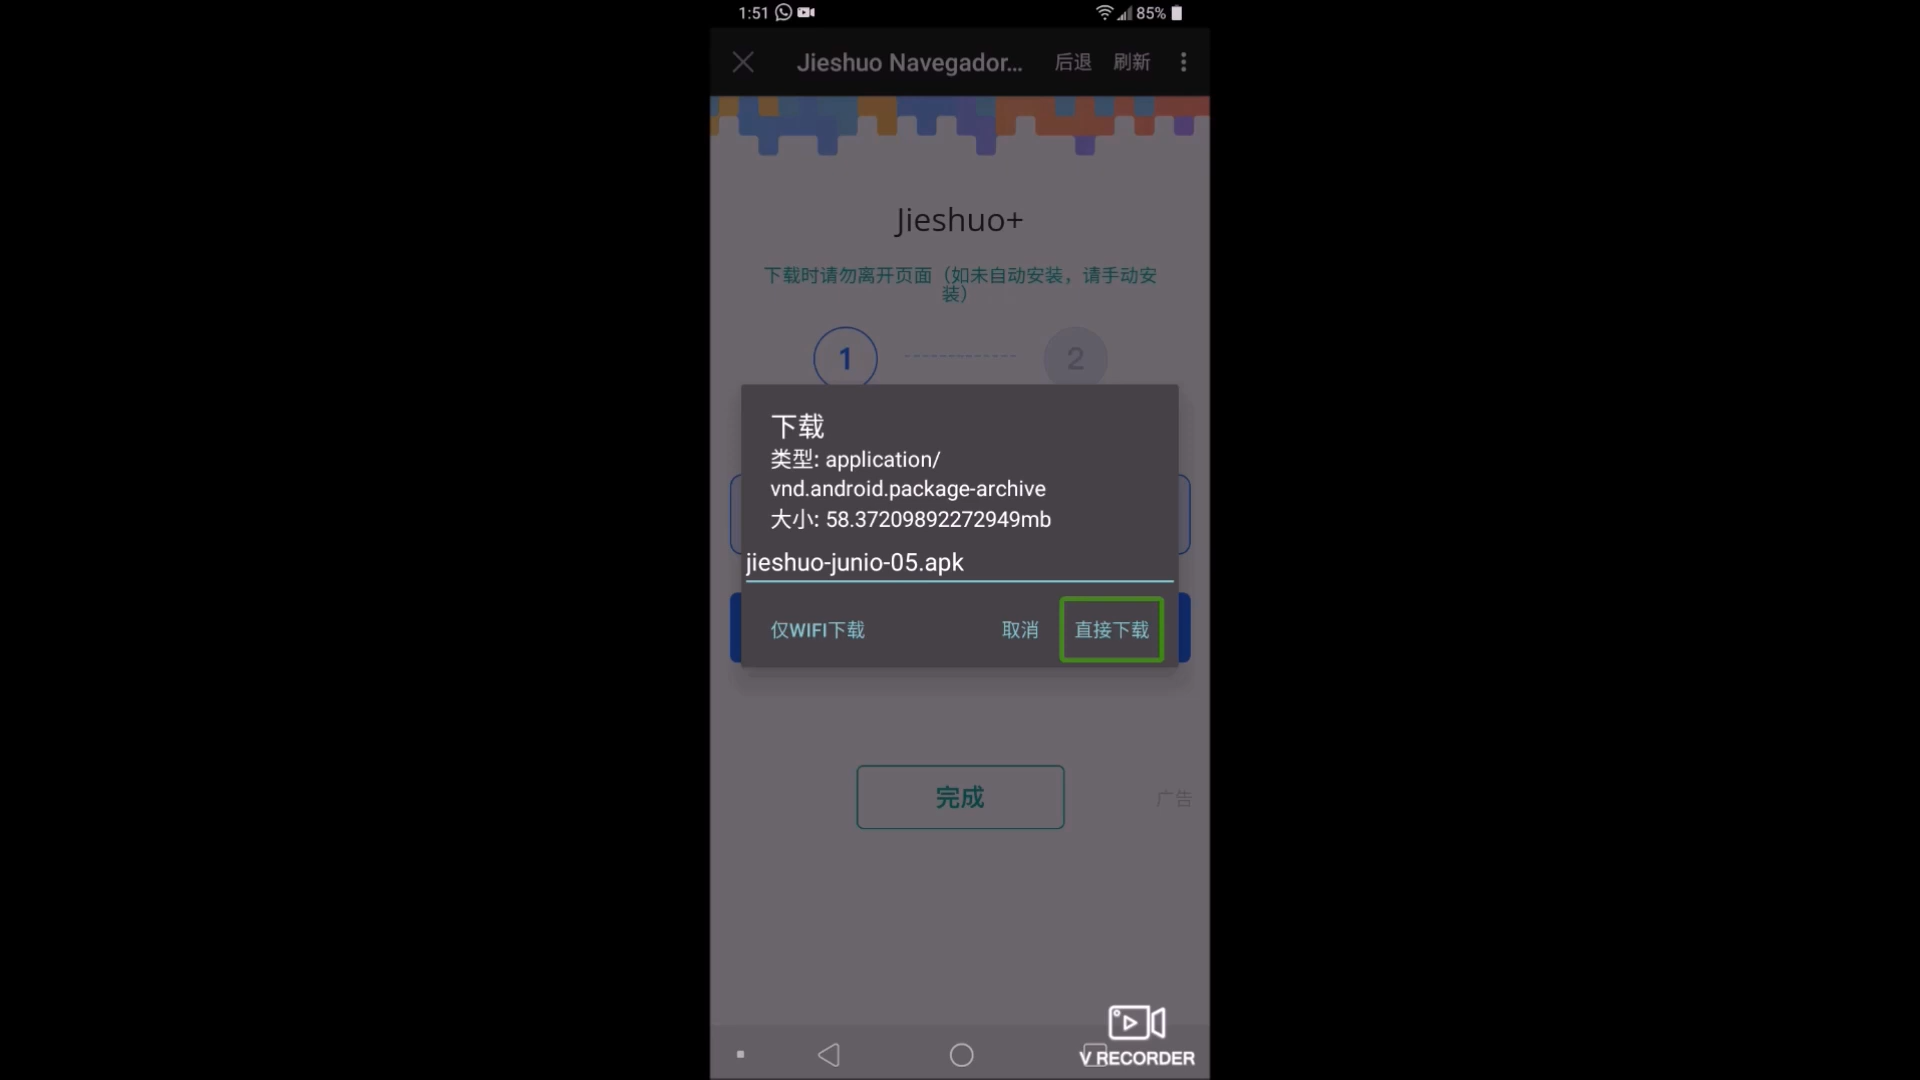 1:51
85%
Jieshuo Navegador... 后退 刷新
Jieshuo+
下载时请勿离开页面（如未自动安装，请手动安
装）
1 2
下载
类型: application/
vnd.android.package-archive
大小: 58.37209892272949mb
jieshuo-junio-05.apk
仅WIFI下载 取消 直接下载
完成
广告
V RECORDER